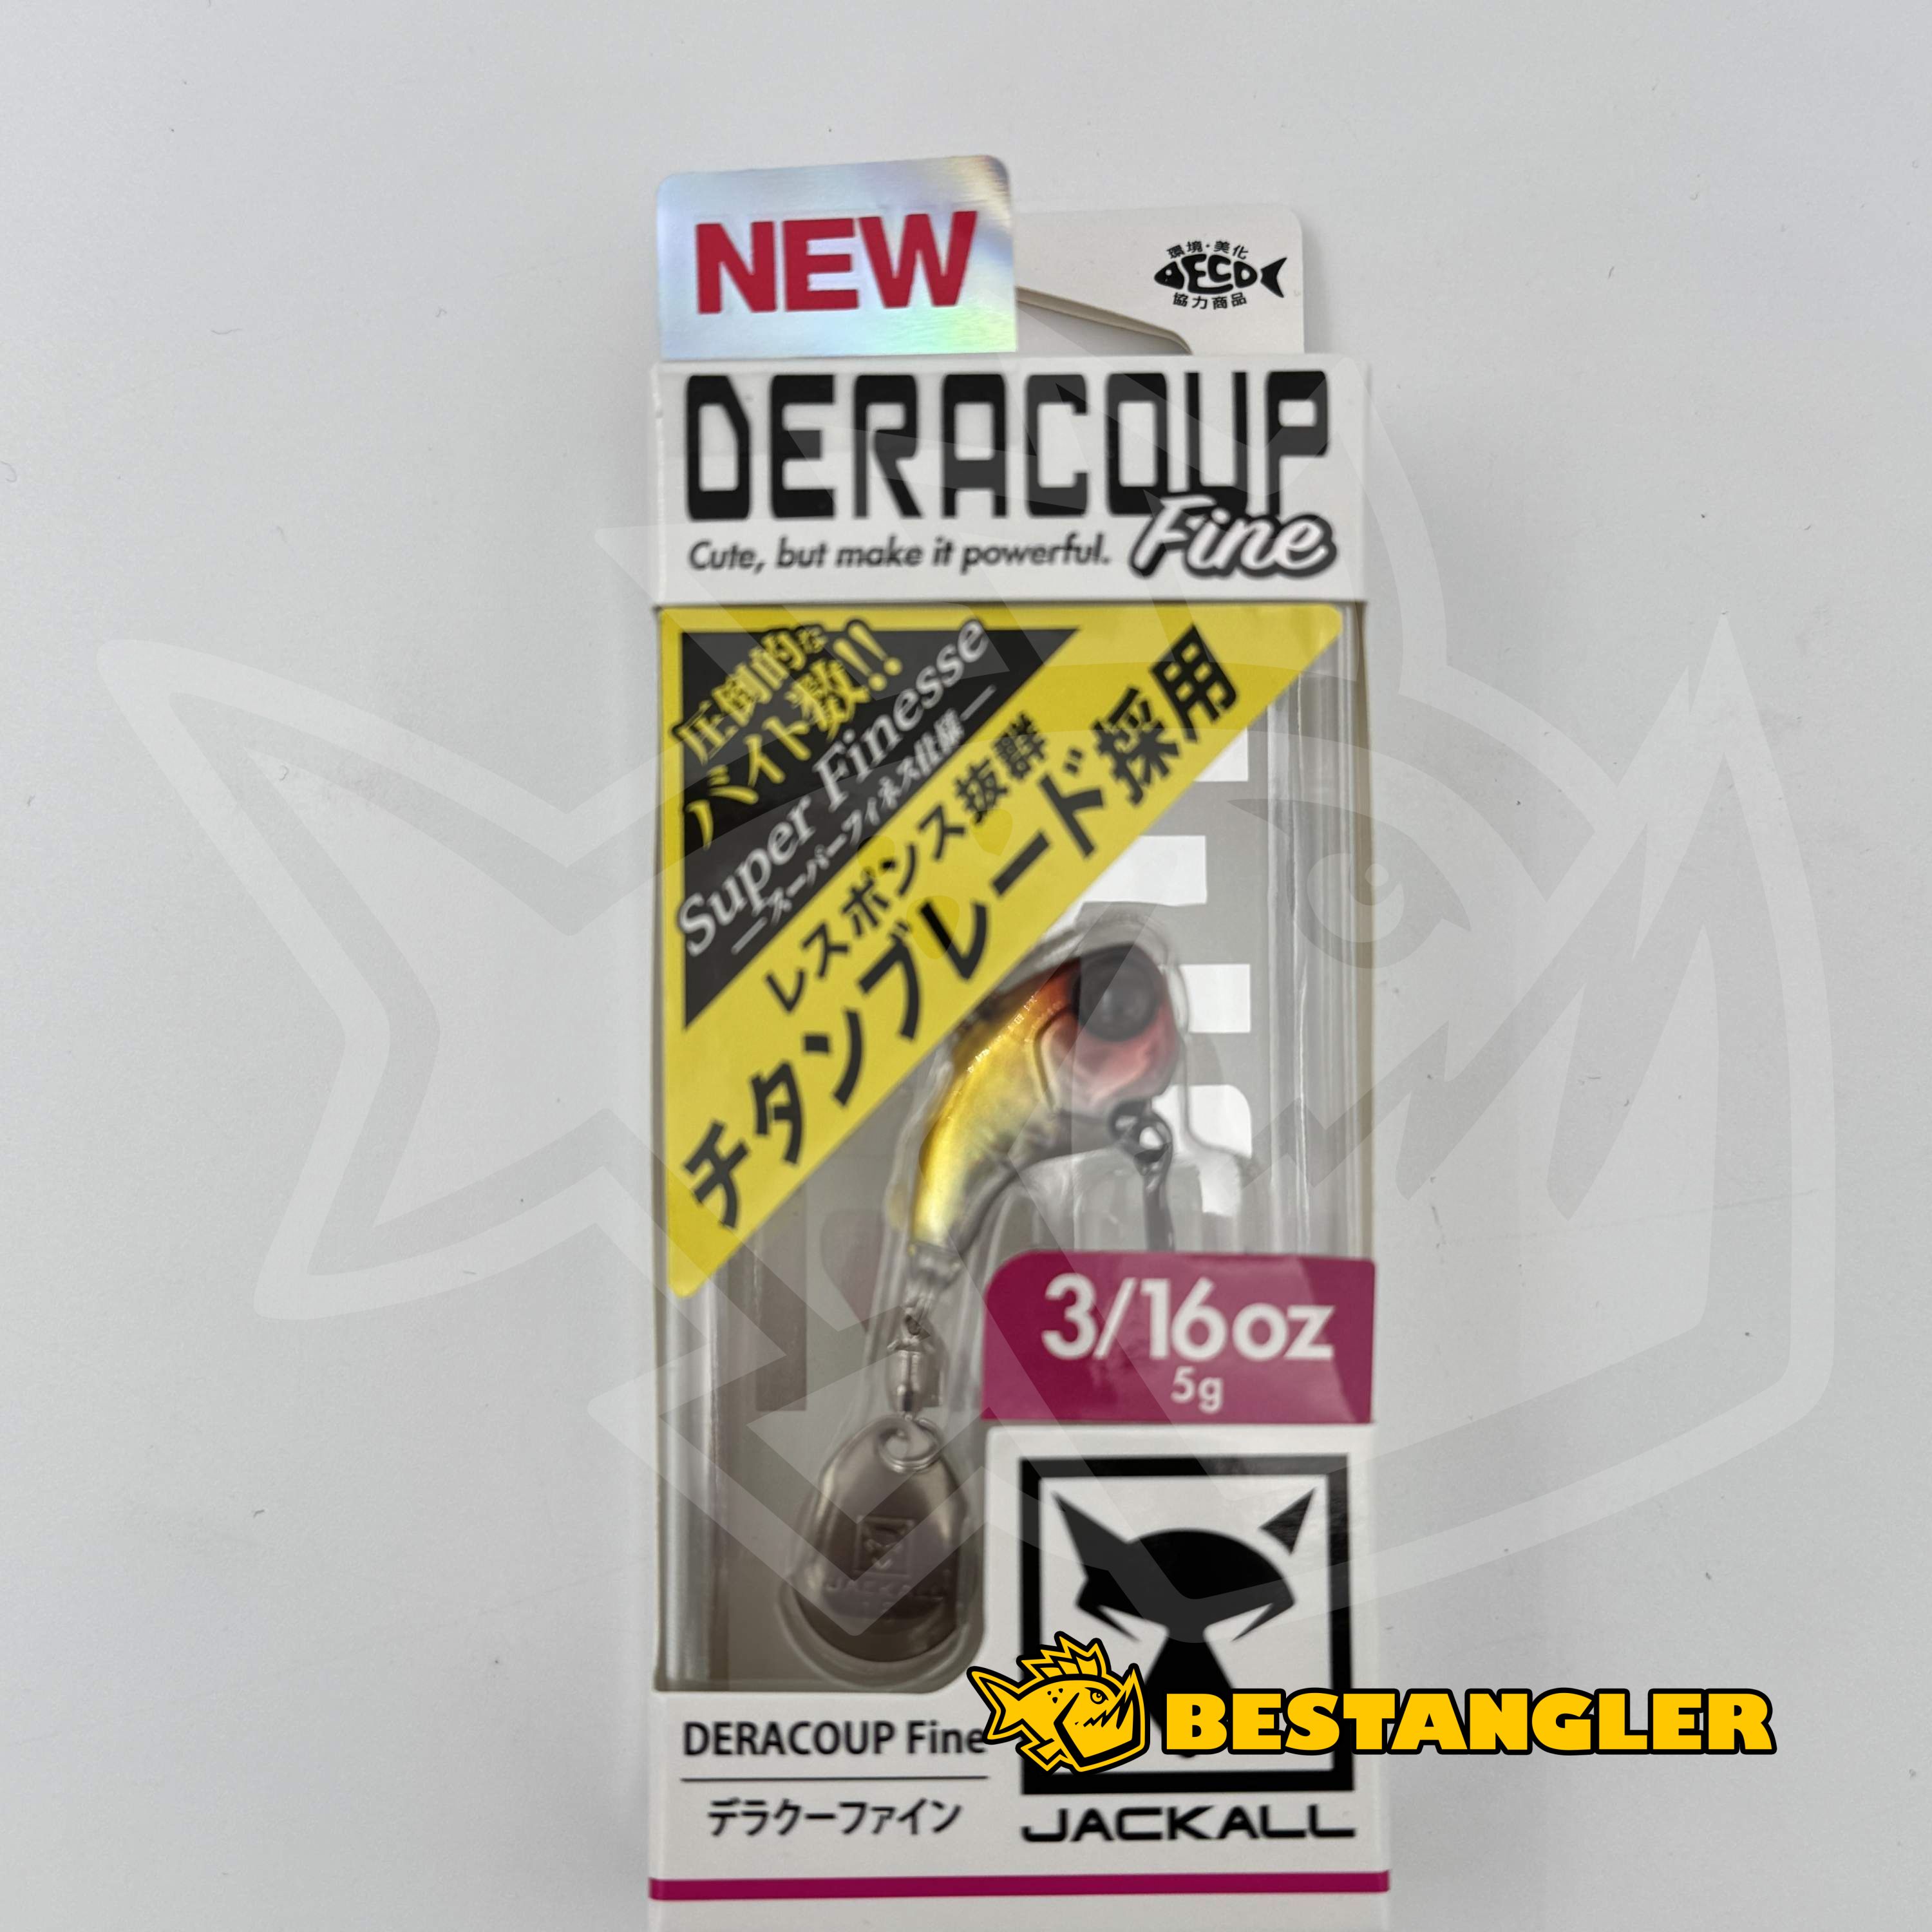 NEW
環境・美化
ECO
協力商品
DERACOUP
Fine
Cute, but make it powerful.
圧倒的な
バイト数!!
Super Finesse
スーパーフィネス仕様
レスポンス抜群
チタンブレード採用
3/16oz
5g
JACKALL
BESTANGLER
DERACOUP Fine
デラクーファイン
JACKALL